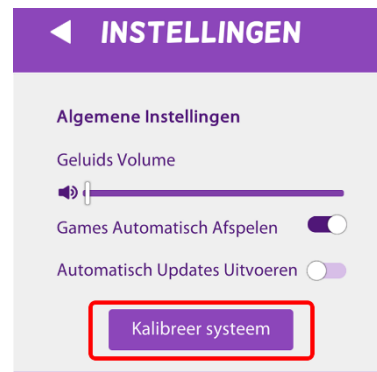 INSTELLINGEN
Algemene Instellingen
Geluids Volume
Games Automatisch Afspelen
Automatisch Updates Uitvoeren
Kalibreer systeem